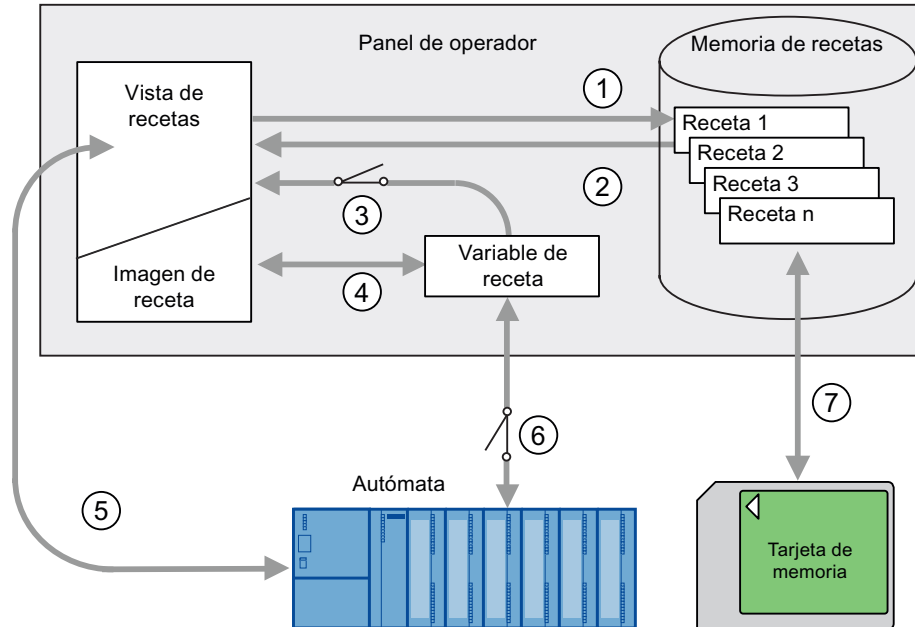 Panel de operador
Memoria de recetas
Vista de
recetas
1
Receta 1
Receta 2
Receta 3
Receta n
2
3
Variable de
receta
Imagen de
receta
4
5
6
7
Autómata
Tarjeta de
memoria